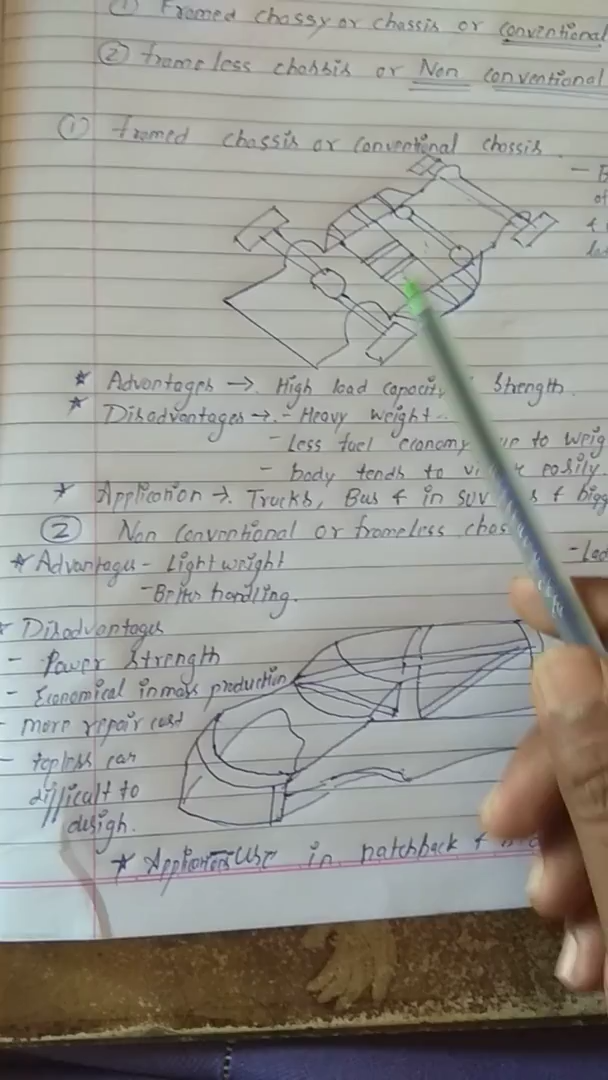 ① Framed chassy or chassis or conventional
② frameless chassis or Non conventional
① Framed chassis or conventional chassis.
* Advantages → High load capacity Strength
* Disadvantages → - Heavy weight
- Less fuel economy to weig
- body tends to easily
* Application → Trucks, Bus & in SUV & bigg
② Non conventional or frameless chas
* Advantages - Light weight
- Better handling.
* Disadvantages
- Power Strength
- Economical in mass production
- more repair cost
- topless car
difficult to
design.
* in hatchback &